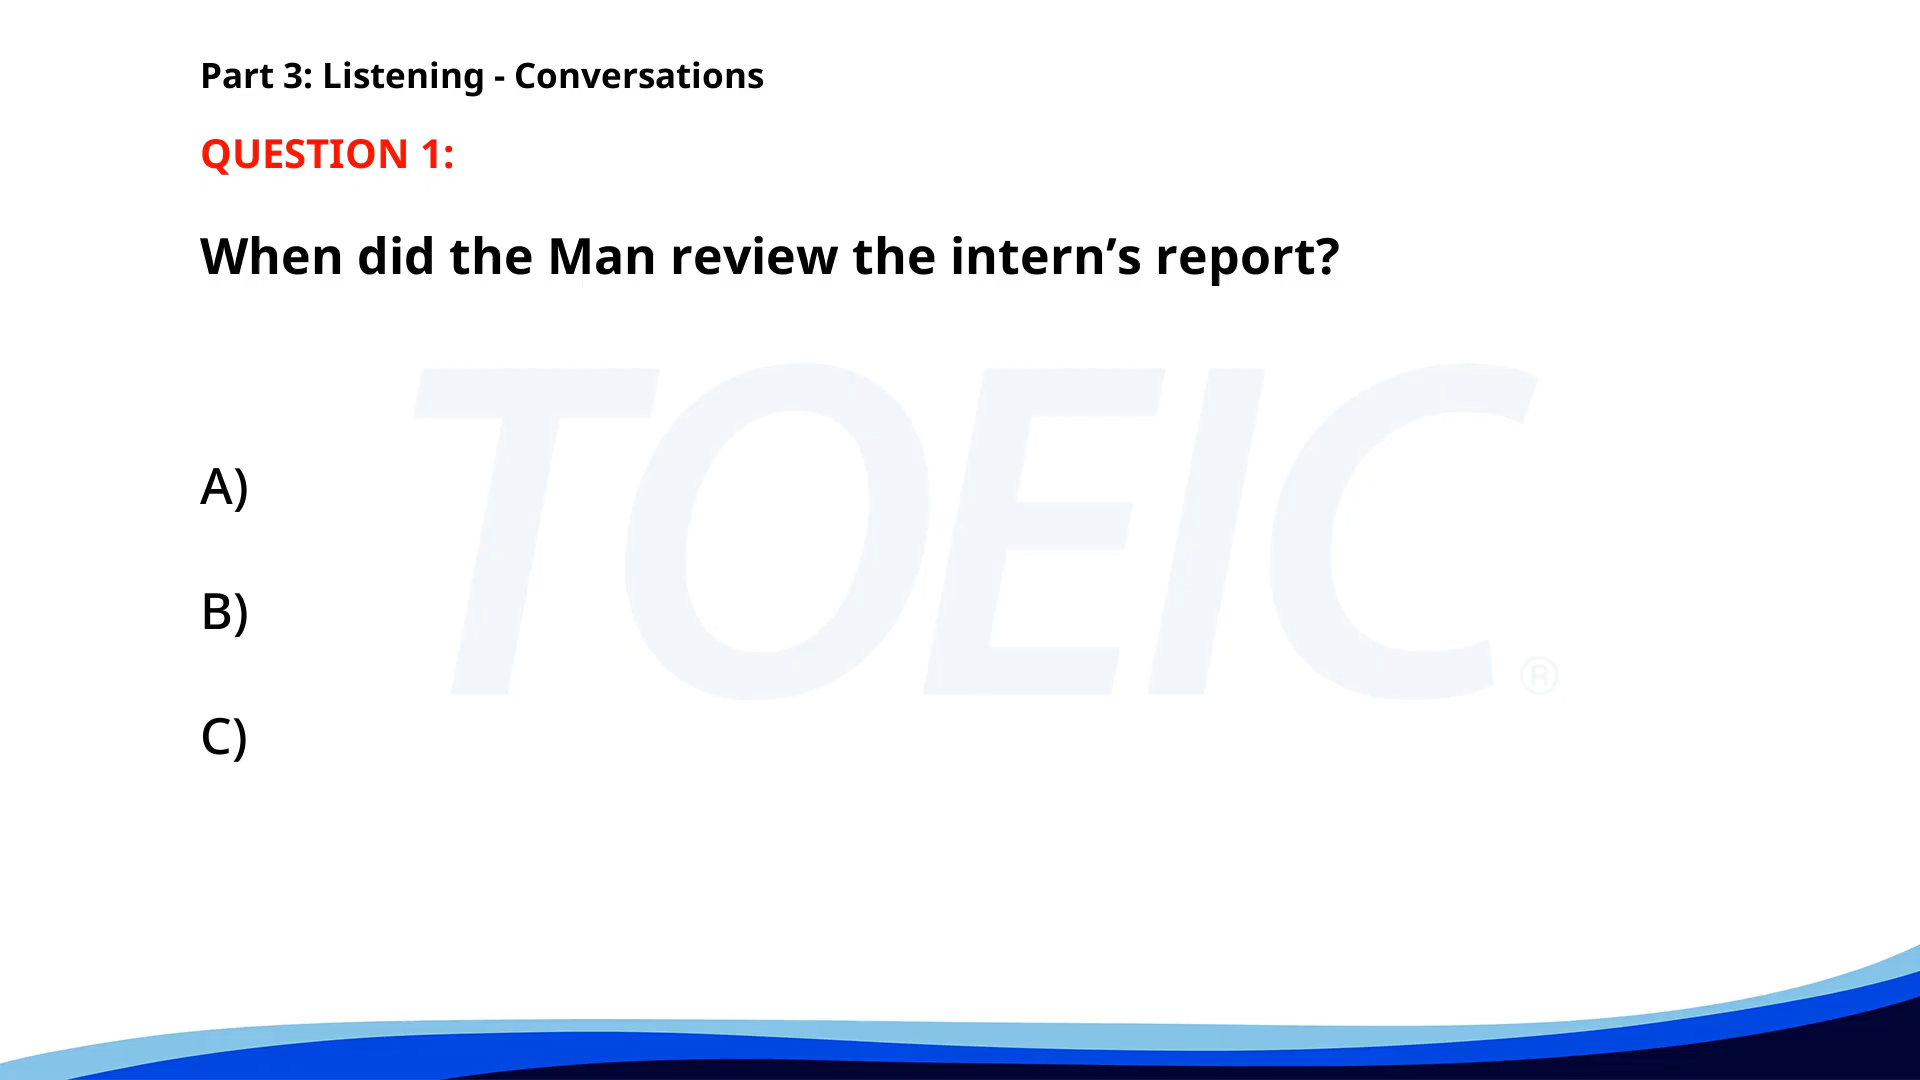 Part 3: Listening - Conversations
QUESTION 1:
When did the Man review the intern’s report?
TOEIC®
A)
B)
C)